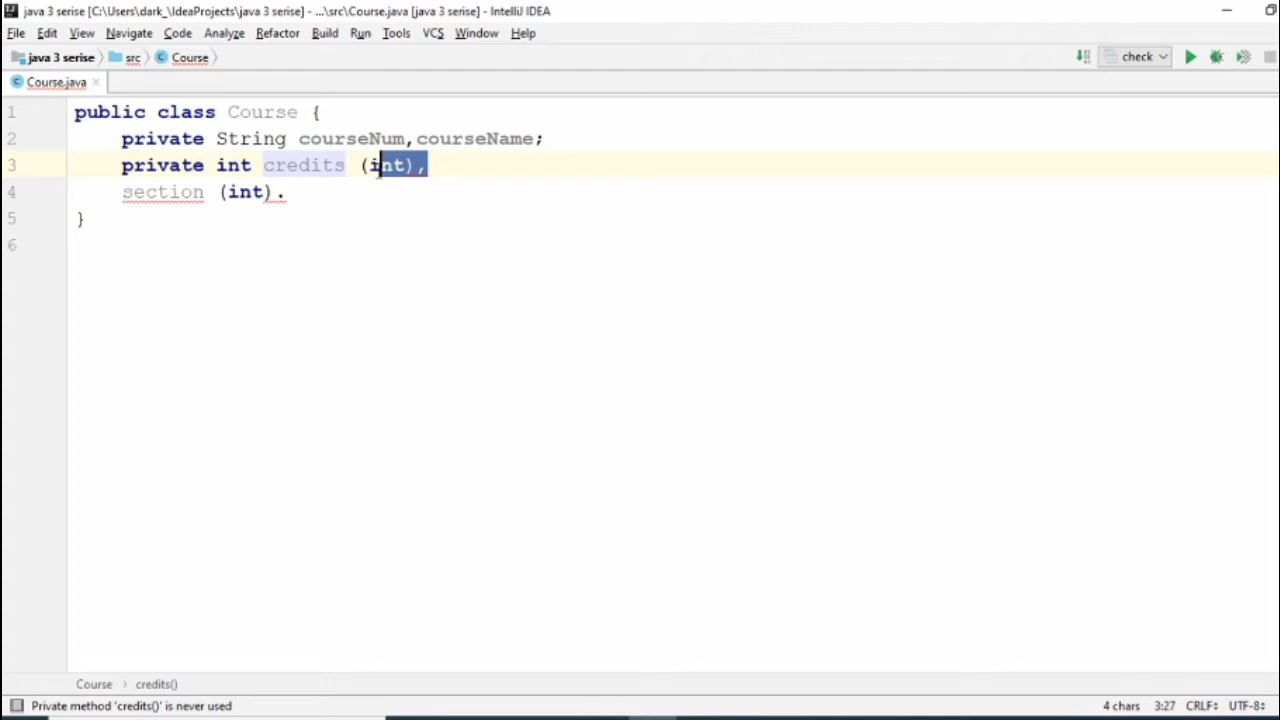 java 3 serise [C:\Users\dark_\IdeaProjects\java 3 serise] - ...\src\Course.java [java 3 serise] - IntelliJ IDEA
File Edit View Navigate Code Analyze Refactor Build Run Tools VCS Window Help
java 3 serise src Course check
Course.java
1 public class Course {
2 private String courseNum,courseName;
3 private int credits (int),
4 section (int).
5 }
6
Course credits()
Private method 'credits()' is never used 4 chars 3:27 CRLF UTF-8